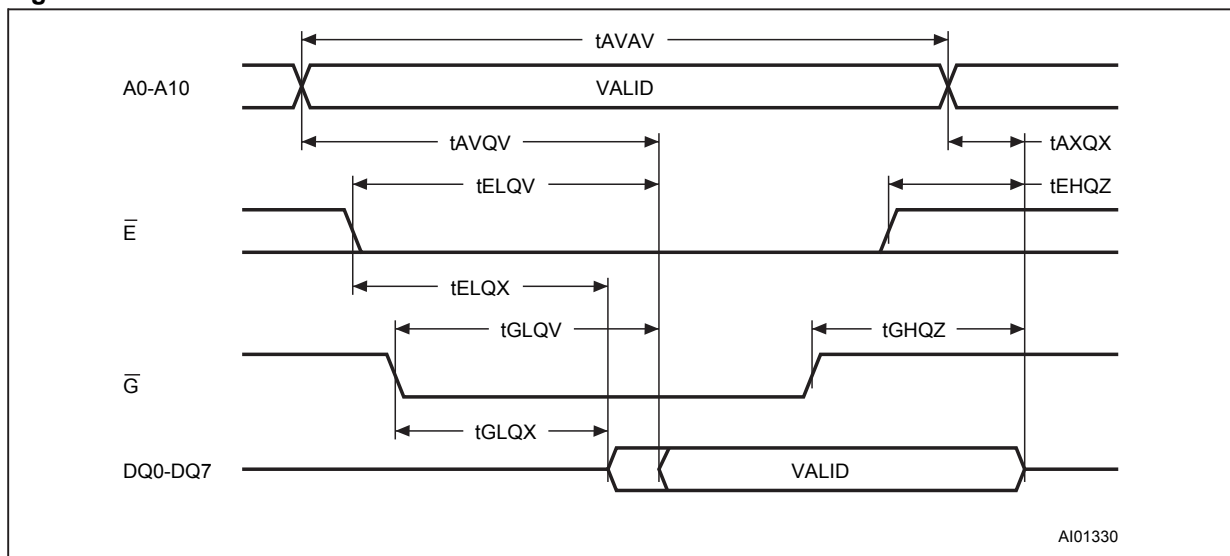 tAVAV
A0-A10
VALID
tAVQV
tAXQX
tELQV
tEHQZ
E̅
tELQX
tGLQV
tGHQZ
G̅
tGLQX
DQ0-DQ7
VALID
AI01330